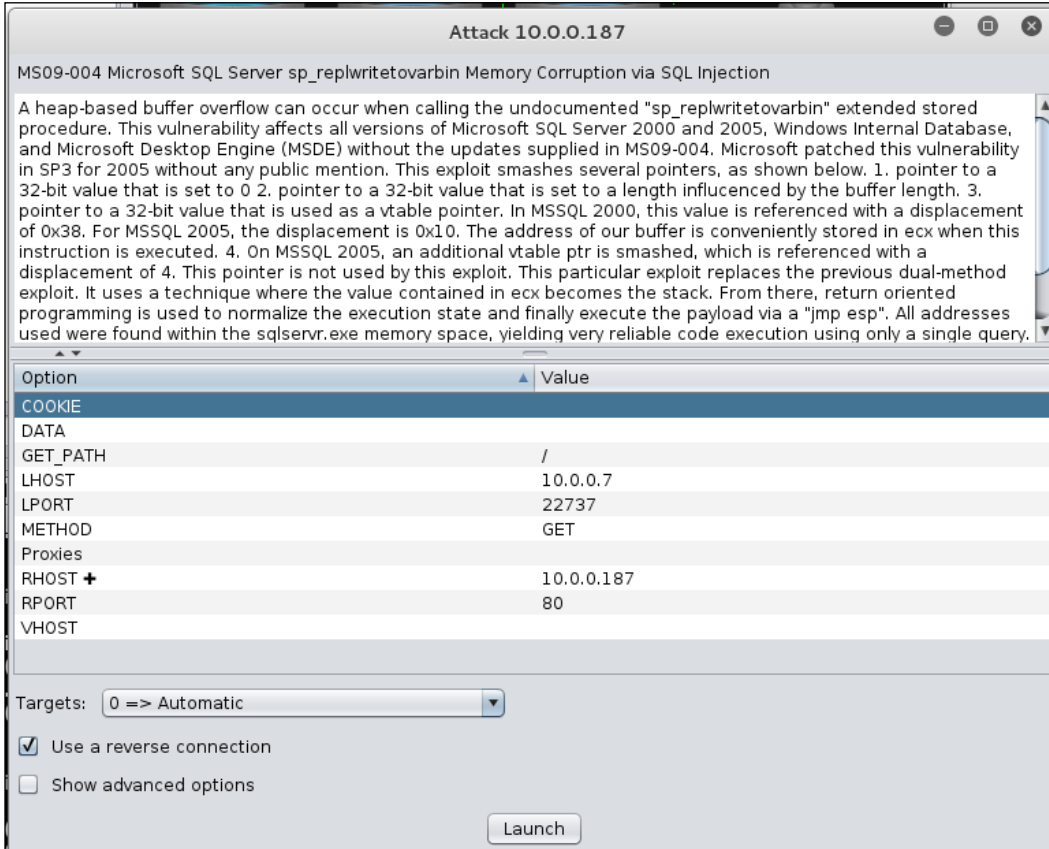 Attack 10.0.0.187
MS09-004 Microsoft SQL Server sp_replwritetovarbin Memory Corruption via SQL Injection
A heap-based buffer overflow can occur when calling the undocumented "sp_replwritetovarbin" extended stored
procedure. This vulnerability affects all versions of Microsoft SQL Server 2000 and 2005, Windows Internal Database,
and Microsoft Desktop Engine (MSDE) without the updates supplied in MS09-004. Microsoft patched this vulnerability
in SP3 for 2005 without any public mention. This exploit smashes several pointers, as shown below. 1. pointer to a
32-bit value that is set to 0 2. pointer to a 32-bit value that is set to a length influcenced by the buffer length. 3.
pointer to a 32-bit value that is used as a vtable pointer. In MSSQL 2000, this value is referenced with a displacement
of 0x38. For MSSQL 2005, the displacement is 0x10. The address of our buffer is conveniently stored in ecx when this
instruction is executed. 4. On MSSQL 2005, an additional vtable ptr is smashed, which is referenced with a
displacement of 4. This pointer is not used by this exploit. This particular exploit replaces the previous dual-method
exploit. It uses a technique where the value contained in ecx becomes the stack. From there, return oriented
programming is used to normalize the execution state and finally execute the payload via a "jmp esp". All addresses
used were found within the sqlservr.exe memory space, yielding very reliable code execution using only a single query.
Option Value
COOKIE
DATA
GET_PATH /
LHOST 10.0.0.7
LPORT 22737
METHOD GET
Proxies
RHOST + 10.0.0.187
RPORT 80
VHOST
Targets: 0 => Automatic
Use a reverse connection
Show advanced options
Launch